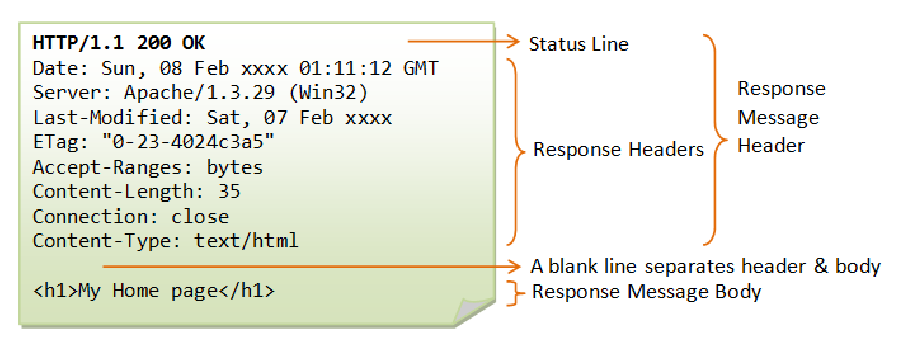 HTTP/1.1 200 OK
Date: Sun, 08 Feb xxxx 01:11:12 GMT
Server: Apache/1.3.29 (Win32)
Last-Modified: Sat, 07 Feb xxxx
ETag: "0-23-4024c3a5"
Accept-Ranges: bytes
Content-Length: 35
Connection: close
Content-Type: text/html
<h1>My Home page</h1>
Status Line
Response Headers
A blank line separates header & body
Response Message Body
Response
Message
Header